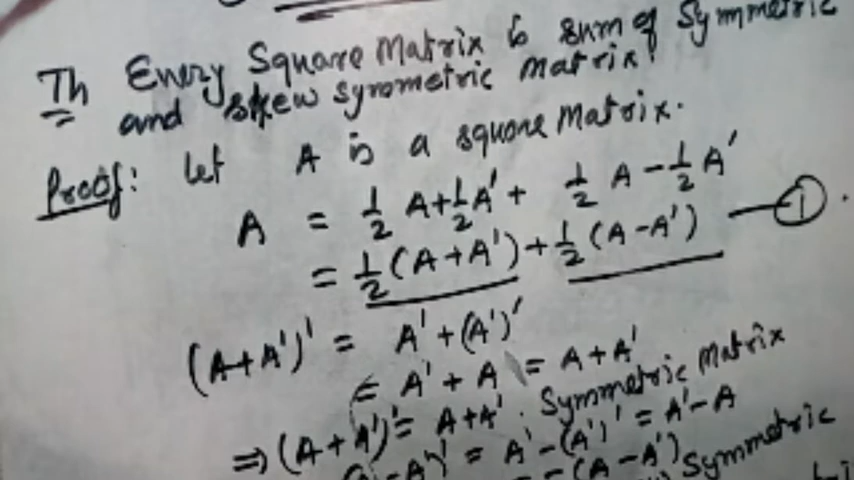 Th Every Square Matrix is sum of Symmetric
and skew symmetric matrix.
Proof: let A is a square Matrix.
A = 1/2 A + 1/2 A' + 1/2 A - 1/2 A'
= 1/2 (A + A') + 1/2 (A - A') — ①.
(A + A')' = A' + (A')'
= A' + A = A + A'
⇒ (A + A')' = A + A'. Symmetric Matrix
A')' = A' - (A')' = A' - A
= - (A - A')
Symmetric